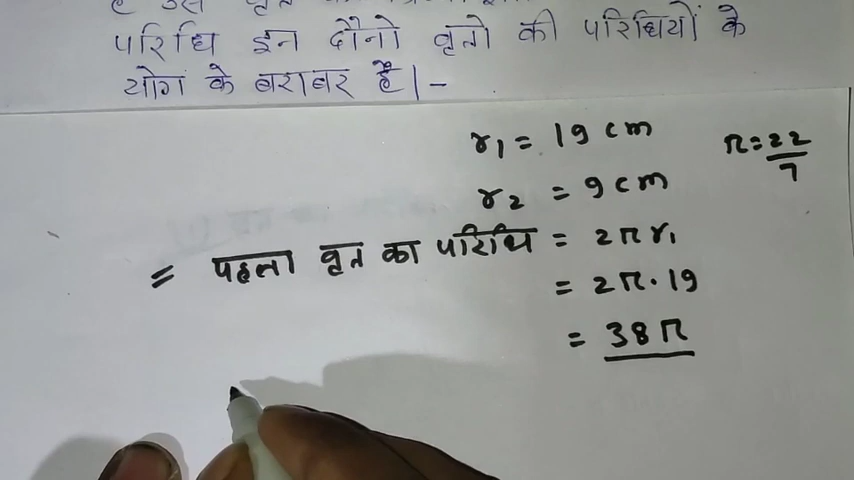 है उस वृत
परिधि इन दौनो वृतो की परिधियों के
योग के बराबर है।-
r₁ = 19 cm
π = 22/7
r₂ = 9 cm
= पहला वृत का परिधि = 2πr₁
= 2π·19
= 38π